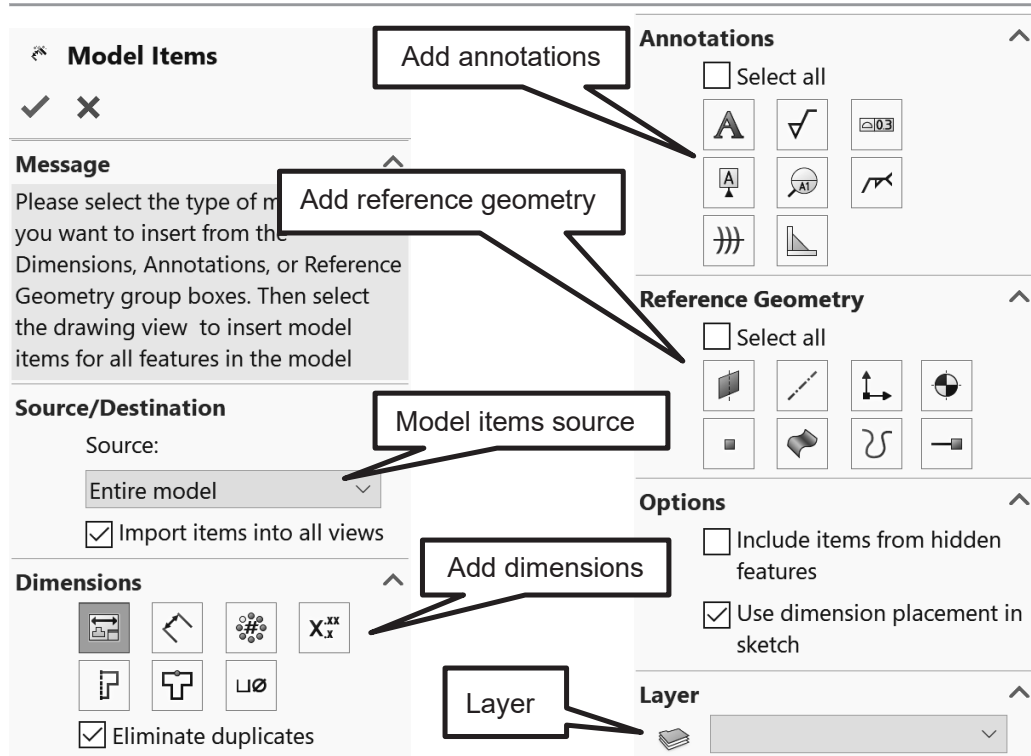 Model Items
Message
Please select the type of m
you want to insert from the
Dimensions, Annotations, or Reference
Geometry group boxes. Then select
the drawing view to insert model
items for all features in the model
Source/Destination
Source:
Entire model
Import items into all views
Dimensions
#
X.xx
.x
⊔Ø
Eliminate duplicates
Add annotations
Add reference geometry
Model items source
Add dimensions
Layer
Annotations
Select all
A
0.3
A
A1
Reference Geometry
Select all
Options
Include items from hidden
features
Use dimension placement in
sketch
Layer